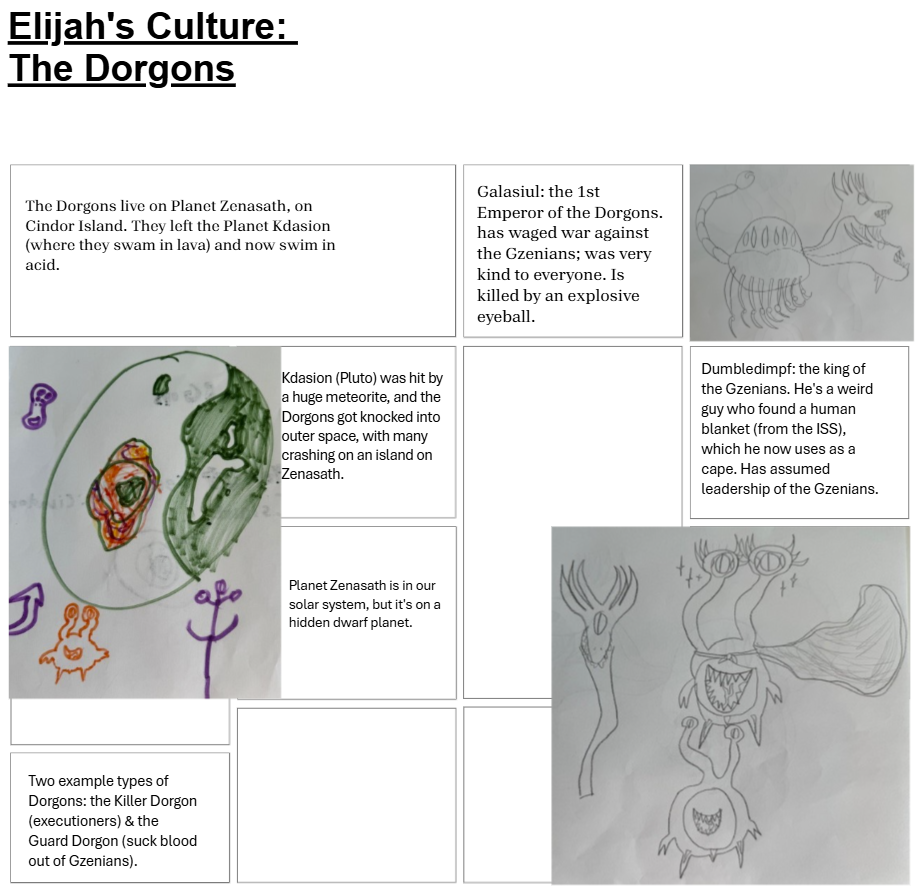 Elijah's Culture:
The Dorgons
The Dorgons live on Planet Zenasath, on
Cindor Island. They left the Planet Kdasion
(where they swam in lava) and now swim in
acid.
Galasiul: the 1st
Emperor of the Dorgons.
has waged war against
the Gzenians; was very
kind to everyone. Is
killed by an explosive
eyeball.
Kdasion (Pluto) was hit by
a huge meteorite, and the
Dorgons got knocked into
outer space, with many
crashing on an island on
Zenasath.
Dumbledimpf: the king of
the Gzenians. He's a weird
guy who found a human
blanket (from the ISS),
which he now uses as a
cape. Has assumed
leadership of the Gzenians.
Planet Zenasath is in our
solar system, but it's on a
hidden dwarf planet.
Two example types of
Dorgons: the Killer Dorgon
(executioners) & the
Guard Dorgon (suck blood
out of Gzenians).